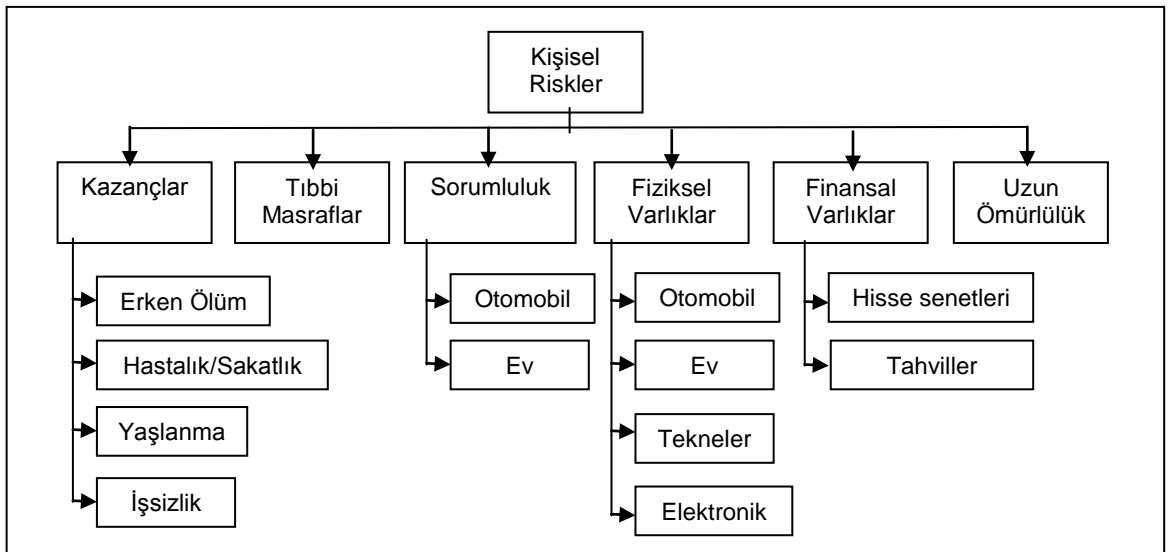 Kişisel
Riskler
Kazançlar
Tıbbi
Masraflar
Sorumluluk
Fiziksel
Varlıklar
Finansal
Varlıklar
Uzun
Ömürlülük
Erken Ölüm
Hastalık/Sakatlık
Yaşlanma
İşsizlik
Otomobil
Ev
Otomobil
Ev
Tekneler
Elektronik
Hisse senetleri
Tahviller